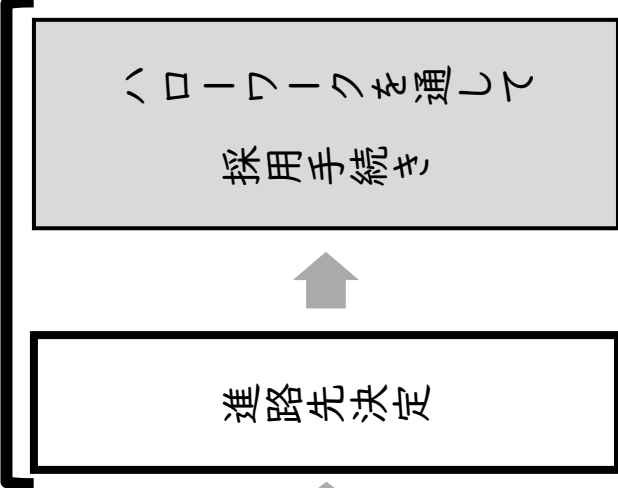 ハローワークを通して
採用手続き
進路先決定